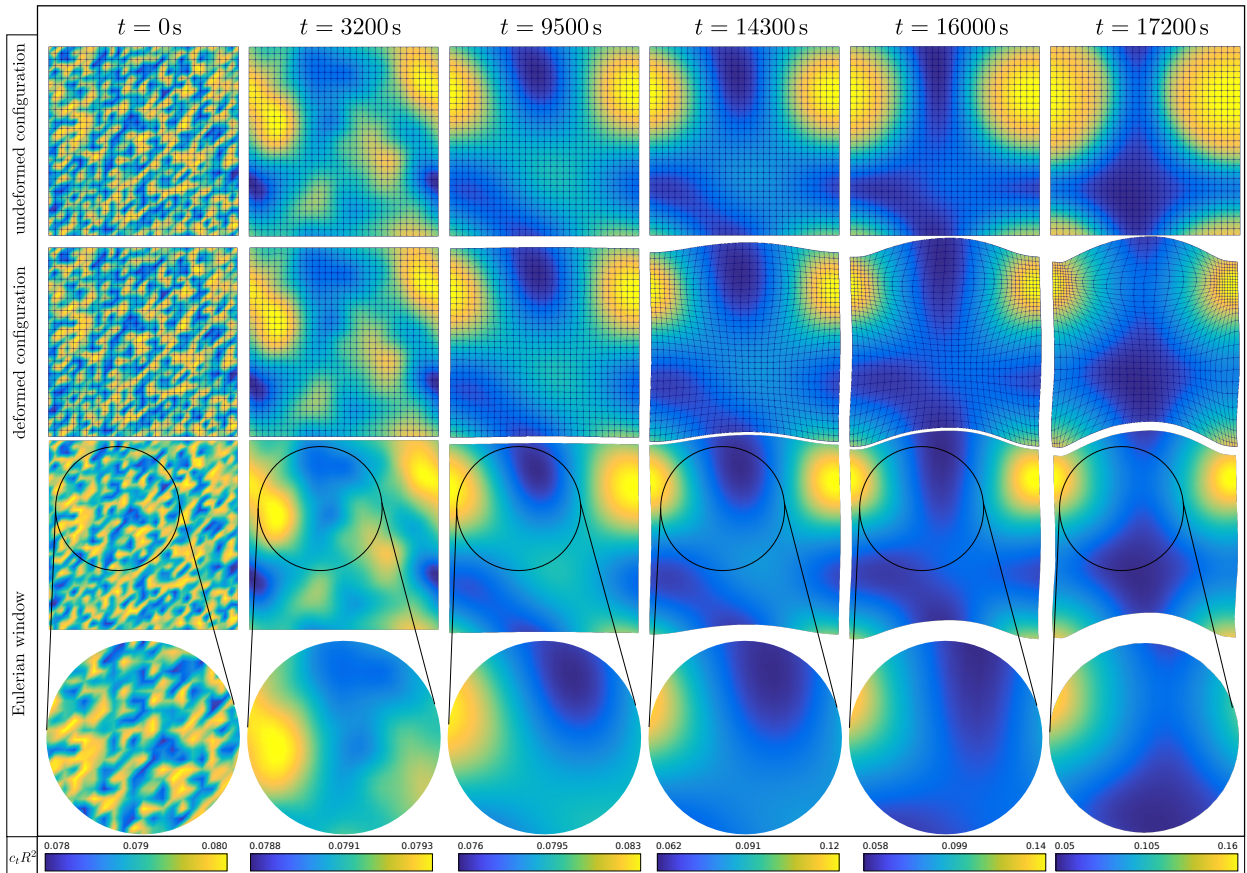 t = 0 s t = 3200 s t = 9500 s t = 14300 s t = 16000 s t = 17200 s
undeformed configuration
deformed configuration
Eulerian window
c_t R²
0.078 0.079 0.080
0.0788 0.0791 0.0793
0.076 0.0795 0.083
0.062 0.091 0.12
0.058 0.099 0.14
0.05 0.105 0.16